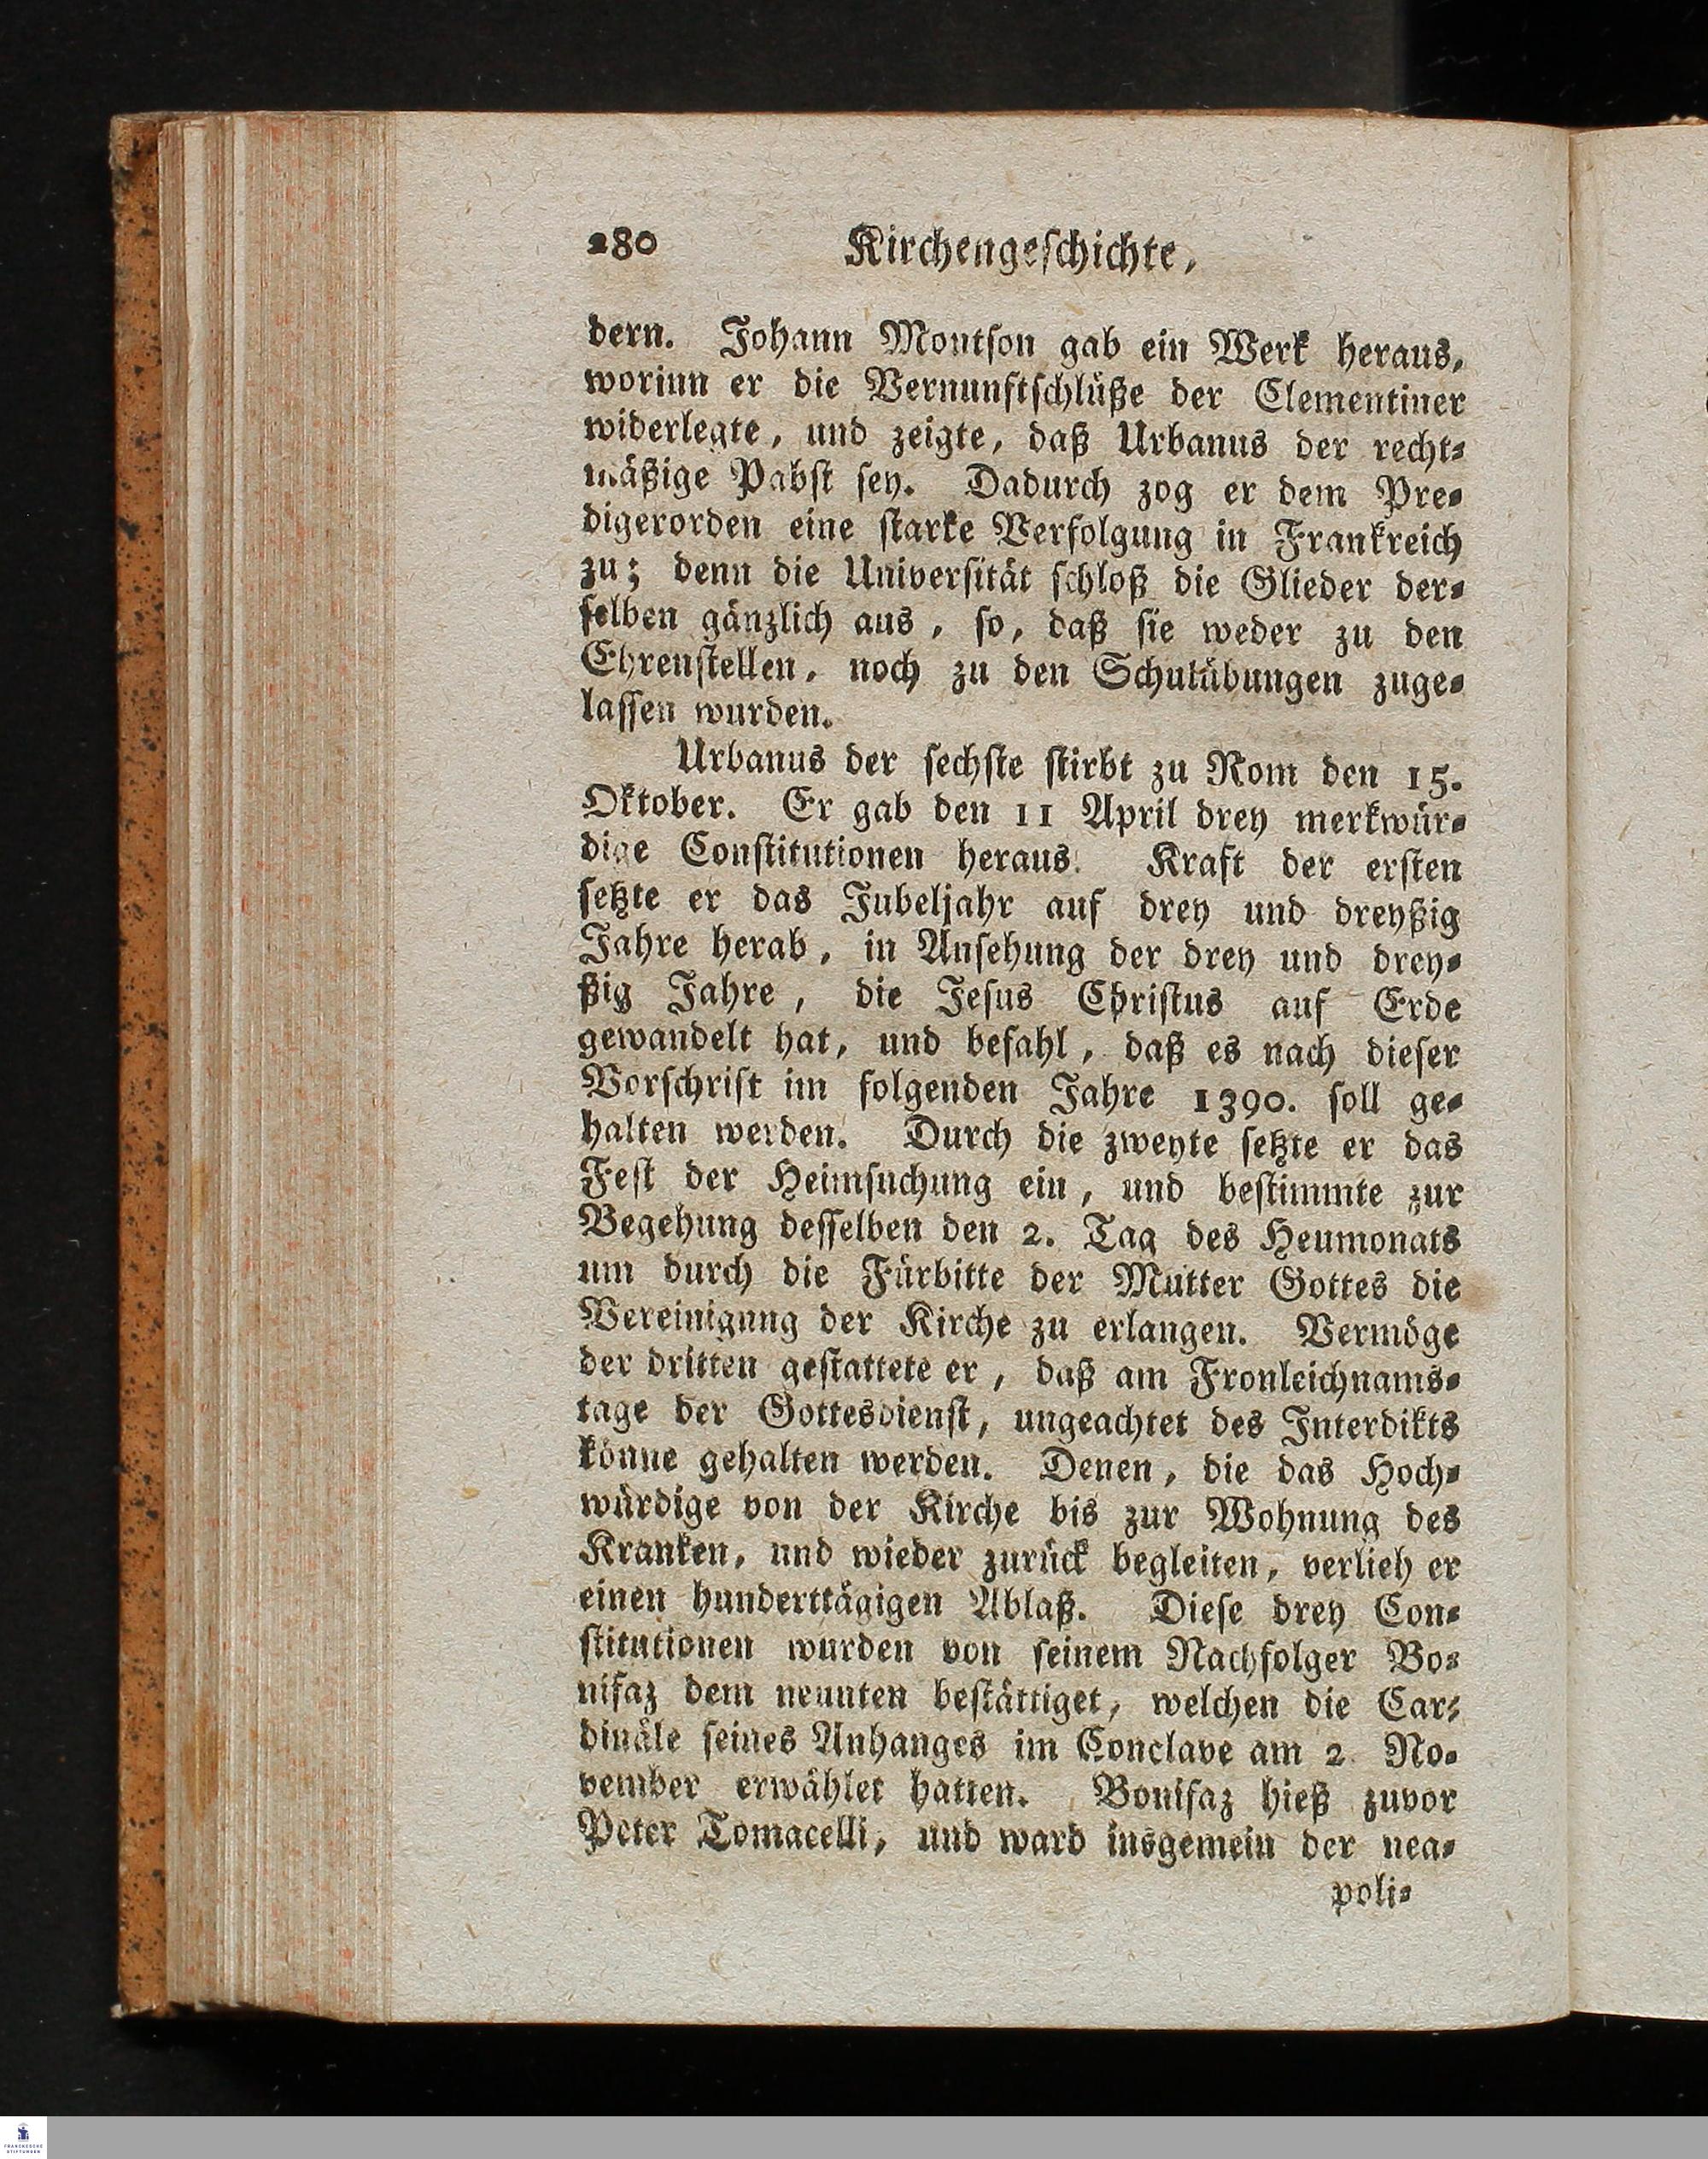 280 Kirchengeschichte,
dern. Johann Montson gab ein Werk heraus,
worinn er die Vernunftschlüße der Clementiner
widerlegte, und zeigte, daß Urbanus der recht⸗
mäßige Pabst sey. Dadurch zog er dem Pre⸗
digerorden eine starke Verfolgung in Frankreich
zu; denn die Universität schloß die Glieder der⸗
selben gänzlich aus, so, daß sie weder zu den
Ehrenstellen, noch zu den Schulübungen zuge⸗
lassen wurden.
Urbanus der sechste stirbt zu Rom den 15.
Oktober. Er gab den 11 April drey merkwür⸗
dige Constitutionen heraus. Kraft der ersten
setzte er das Jubeljahr auf drey und dreyßig
Jahre herab, in Ansehung der drey und drey⸗
ßig Jahre, die Jesus Christus auf Erde
gewandelt hat, und befahl, daß es nach dieser
Vorschrift im folgenden Jahre 1390. soll ge⸗
halten werden. Durch die zweyte setzte er das
Fest der Heimsuchung ein, und bestimmte zur
Begehung desselben den 2. Tag des Heumonats
um durch die Fürbitte der Mutter Gottes die
Vereinigung der Kirche zu erlangen. Vermöge
der dritten gestattete er, daß am Fronleichnams⸗
tage der Gottesdienst, ungeachtet des Interdikts
könne gehalten werden. Denen, die das Hoch⸗
würdige von der Kirche bis zur Wohnung des
Kranken, und wieder zurück begleiten, verlieh er
einen hunderttägigen Ablaß. Diese drey Con⸗
stitutionen wurden von seinem Nachfolger Bo⸗
nifaz dem neunten bestättiget, welchen die Car⸗
dinäle seines Anhanges im Conclave am 2. No⸗
vember erwählet hatten. Bonifaz hieß zuvor
Peter Tomacelli, und ward insgemein der nea⸗
poli⸗
FRANCKESCHE
STIFTUNGEN